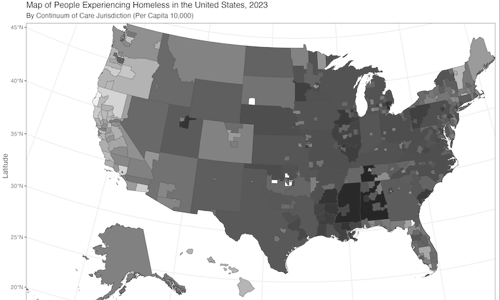 Map of People Experiencing Homeless in the United States, 2023
By Continuum of Care Jurisdiction (Per Capita 10,000)
45°N
40°N
35°N
30°N
25°N
20°N
Latitude